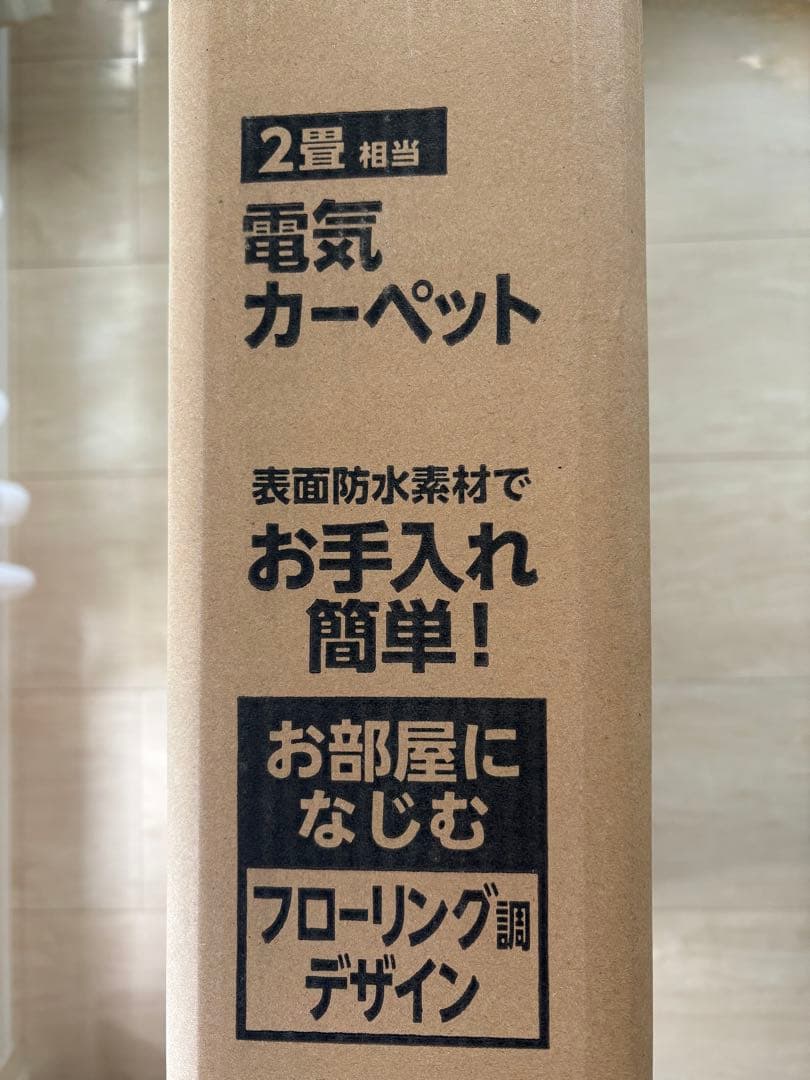 2畳 相当
電気
カーペット
表面防水素材で
お手入れ
簡単!
お部屋に
なじむ
フローリング調
デザイン